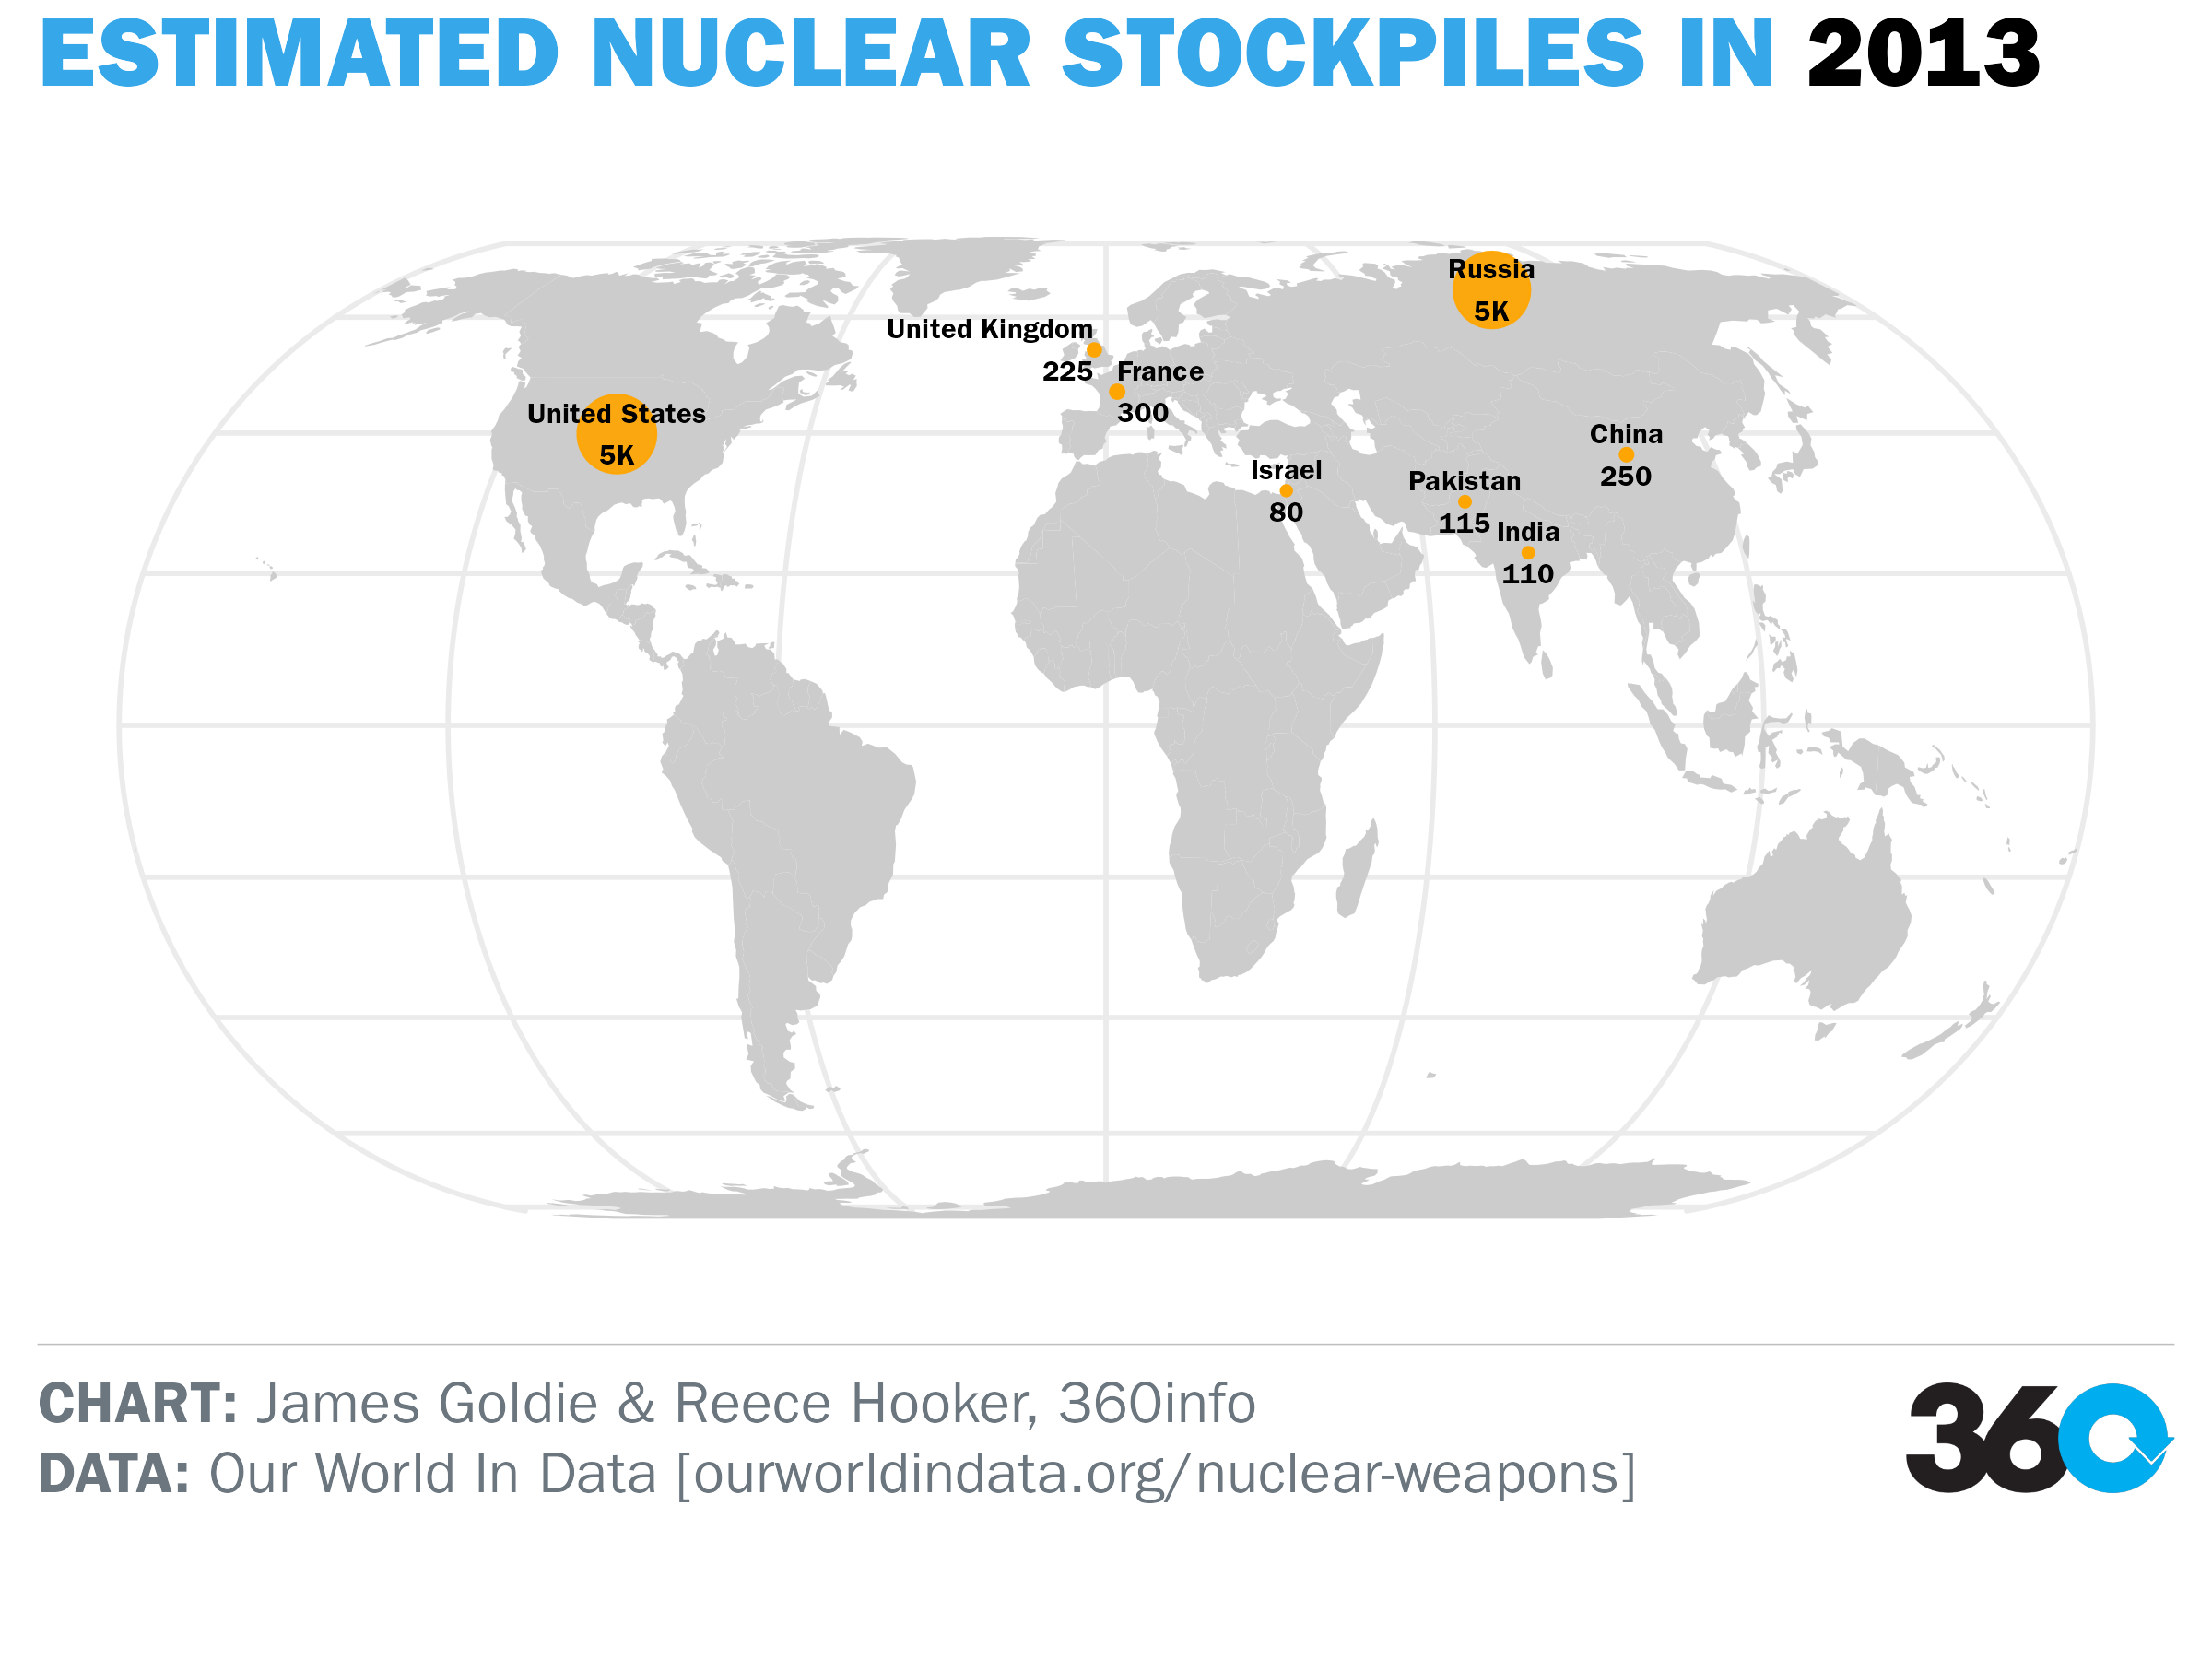 ESTIMATED NUCLEAR STOCKPILES IN 2013
Russia
5K
United Kingdom
225
France
300
United States
5K
China
250
Israel
80
Pakistan
115
India
110
CHART: James Goldie & Reece Hooker, 360info
DATA: Our World In Data [ourworldindata.org/nuclear-weapons]
360